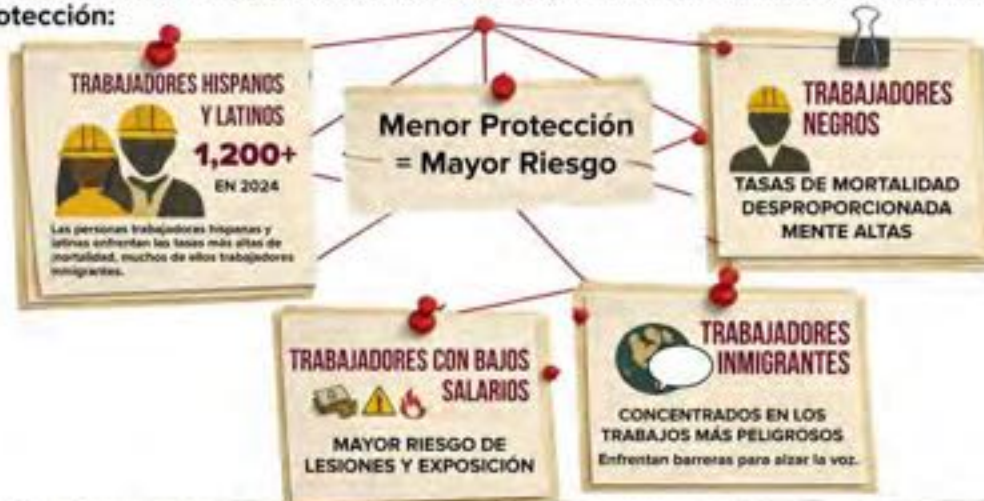 otección:
TRABAJADORES HISPANOS
Y LATINOS
1,200+
EN 2024
Las personas trabajadoras hispanas y
latinas enfrentan las tasas más altas de
mortalidad, muchos de ellos trabajadores
inmigrantes.
Menor Protección
= Mayor Riesgo
TRABAJADORES
NEGROS
TASAS DE MORTALIDAD
DESPROPORCIONADA
MENTE ALTAS
TRABAJADORES CON BAJOS
SALARIOS
MAYOR RIESGO DE
LESIONES Y EXPOSICIÓN
TRABAJADORES
INMIGRANTES
CONCENTRADOS EN LOS
TRABAJOS MÁS PELIGROSOS
Enfrentan barreras para alzar la voz.